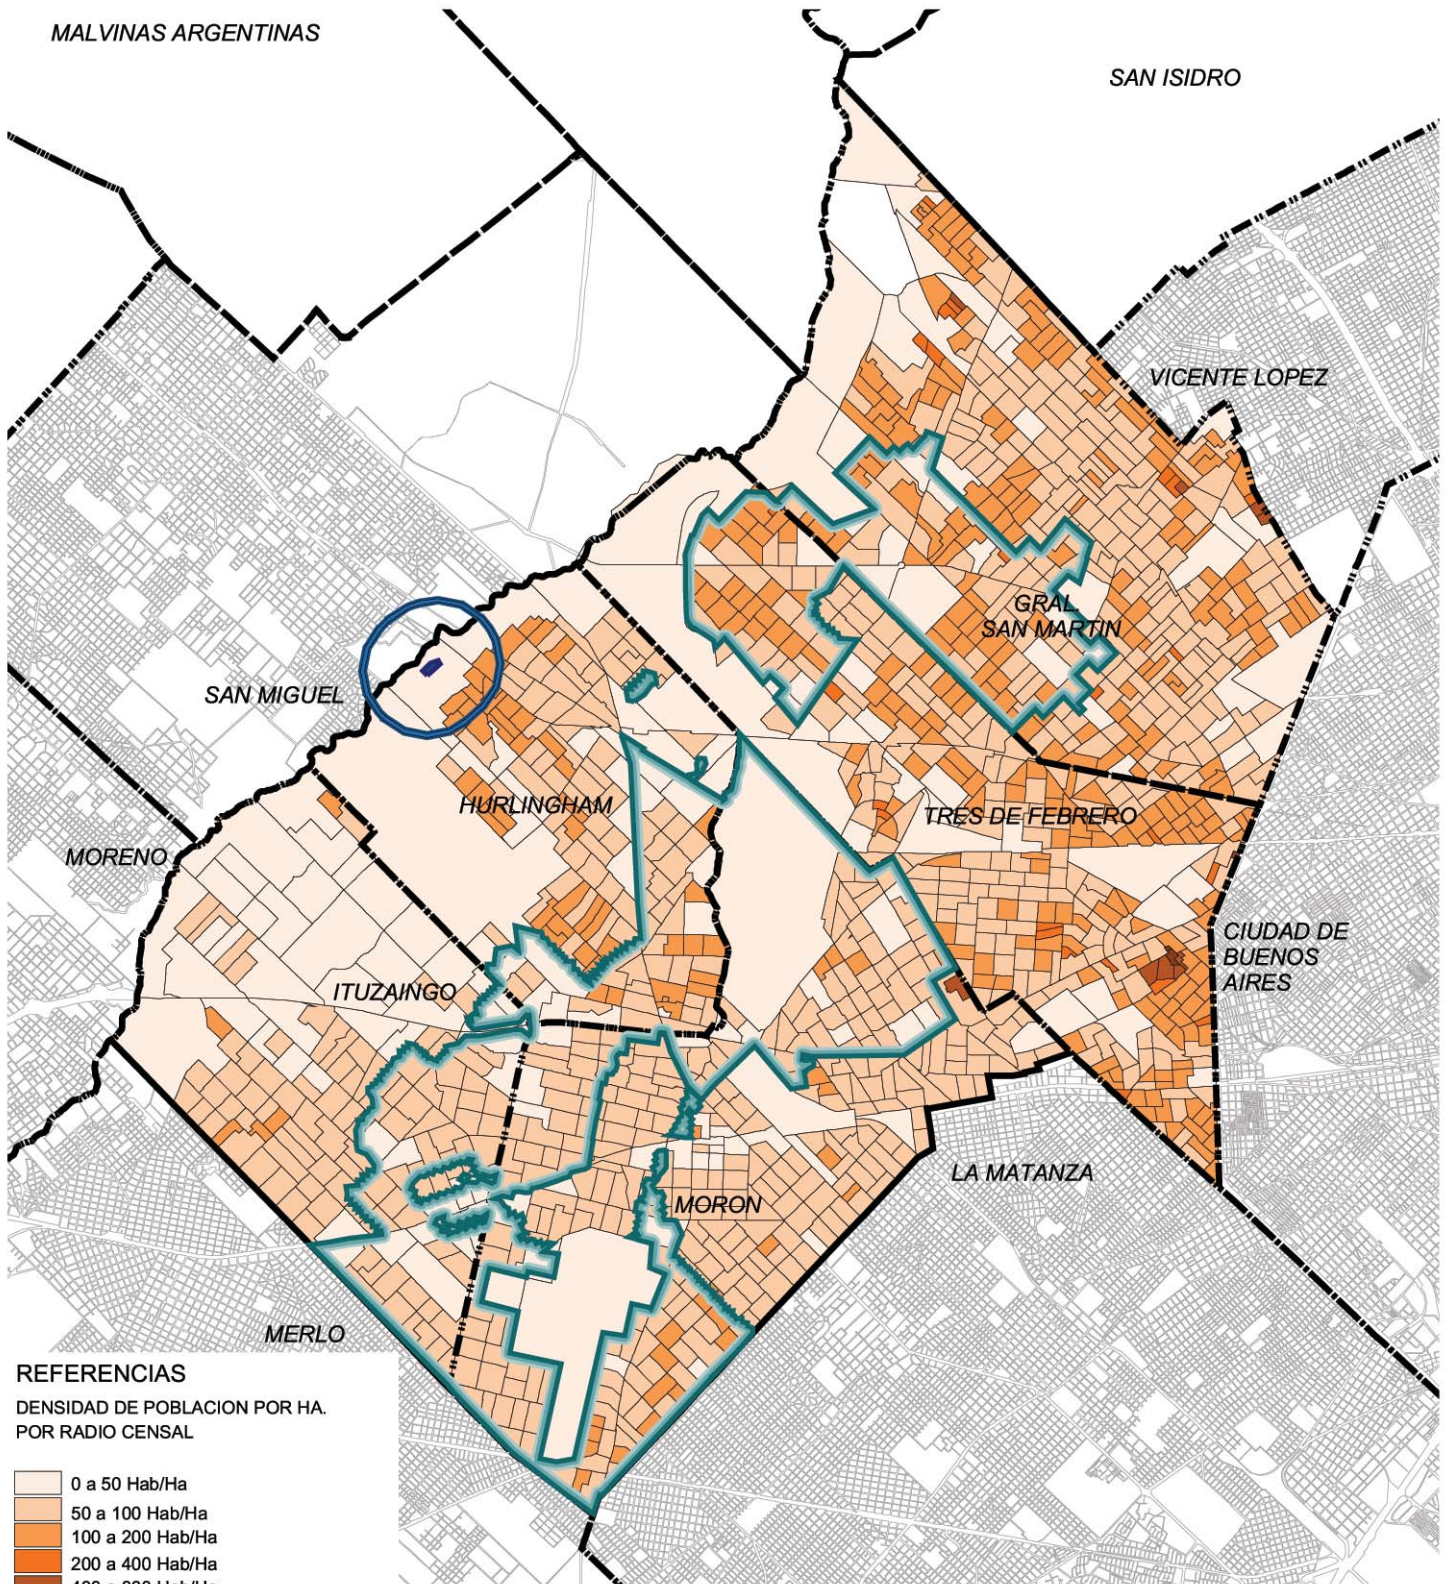 MALVINAS ARGENTINAS
SAN ISIDRO
VICENTE LOPEZ
GRAL.
SAN MARTIN
SAN MIGUEL
HURLINGHAM
TRES DE FEBRERO
MORENO
CIUDAD DE
BUENOS
AIRES
ITUZAINGO
LA MATANZA
MORON
MERLO
REFERENCIAS
DENSIDAD DE POBLACION POR HA.
POR RADIO CENSAL
0 a 50 Hab/Ha
50 a 100 Hab/Ha
100 a 200 Hab/Ha
200 a 400 Hab/Ha